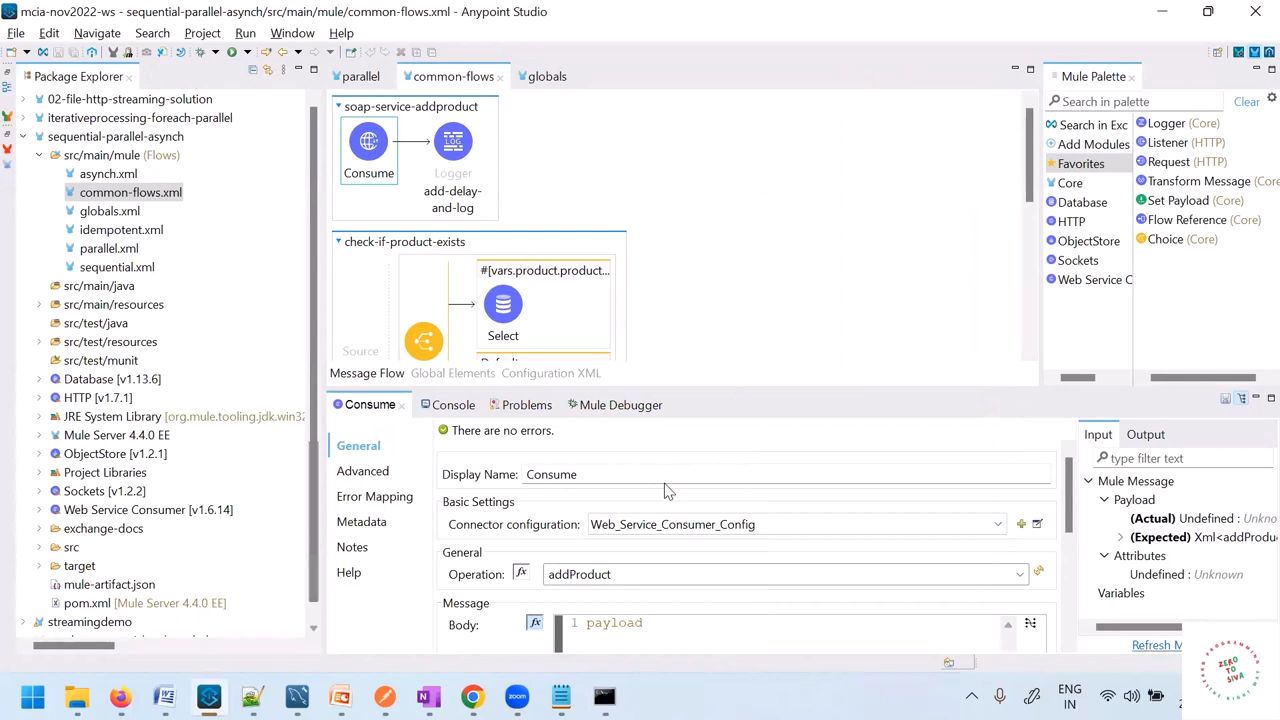 mcia-nov2022-ws - sequential-parallel-asynch/src/main/mule/common-flows.xml - Anypoint Studio
File Edit Navigate Search Project Run Window Help
Package Explorer
02-file-http-streaming-solution
iterativeprocessing-foreach-parallel
sequential-parallel-asynch
src/main/mule (Flows)
asynch.xml
common-flows.xml
globals.xml
idempotent.xml
parallel.xml
sequential.xml
src/main/java
src/main/resources
src/test/java
src/test/resources
src/test/munit
Database [v1.13.6]
HTTP [v1.7.1]
JRE System Library [org.mule.tooling.jdk.win32
Mule Server 4.4.0 EE
ObjectStore [v1.2.1]
Project Libraries
Sockets [v1.2.2]
Web Service Consumer [v1.6.14]
exchange-docs
src
target
mule-artifact.json
pom.xml [Mule Server 4.4.0 EE]
streamingdemo
parallel common-flows globals
soap-service-addproduct
Consume
LOG
Logger
add-delay-
and-log
check-if-product-exists
#[vars.product.product...
Select
Source
Message Flow Global Elements Configuration XML
Mule Palette
Search in palette Clear
Search in Exc
Add Modules
Favorites
Core
Database
HTTP
ObjectStore
Sockets
Web Service C
Logger (Core)
Listener (HTTP)
Request (HTTP)
Transform Message (Core)
Set Payload (Core)
Flow Reference (Core)
Choice (Core)
Consume Console Problems Mule Debugger
There are no errors.
General
Advanced
Error Mapping
Metadata
Notes
Help
Display Name: Consume
Basic Settings
Connector configuration: Web_Service_Consumer_Config
General
Operation: fx addProduct
Message
Body: fx 1 payload
Input Output
type filter text
Mule Message
Payload
(Actual) Undefined : Unkno
(Expected) Xml<addProdu
Attributes
Undefined : Unknown
Variables
Refresh M
PROGRAMMING
ZERO
TO
SIVA
ENG
IN